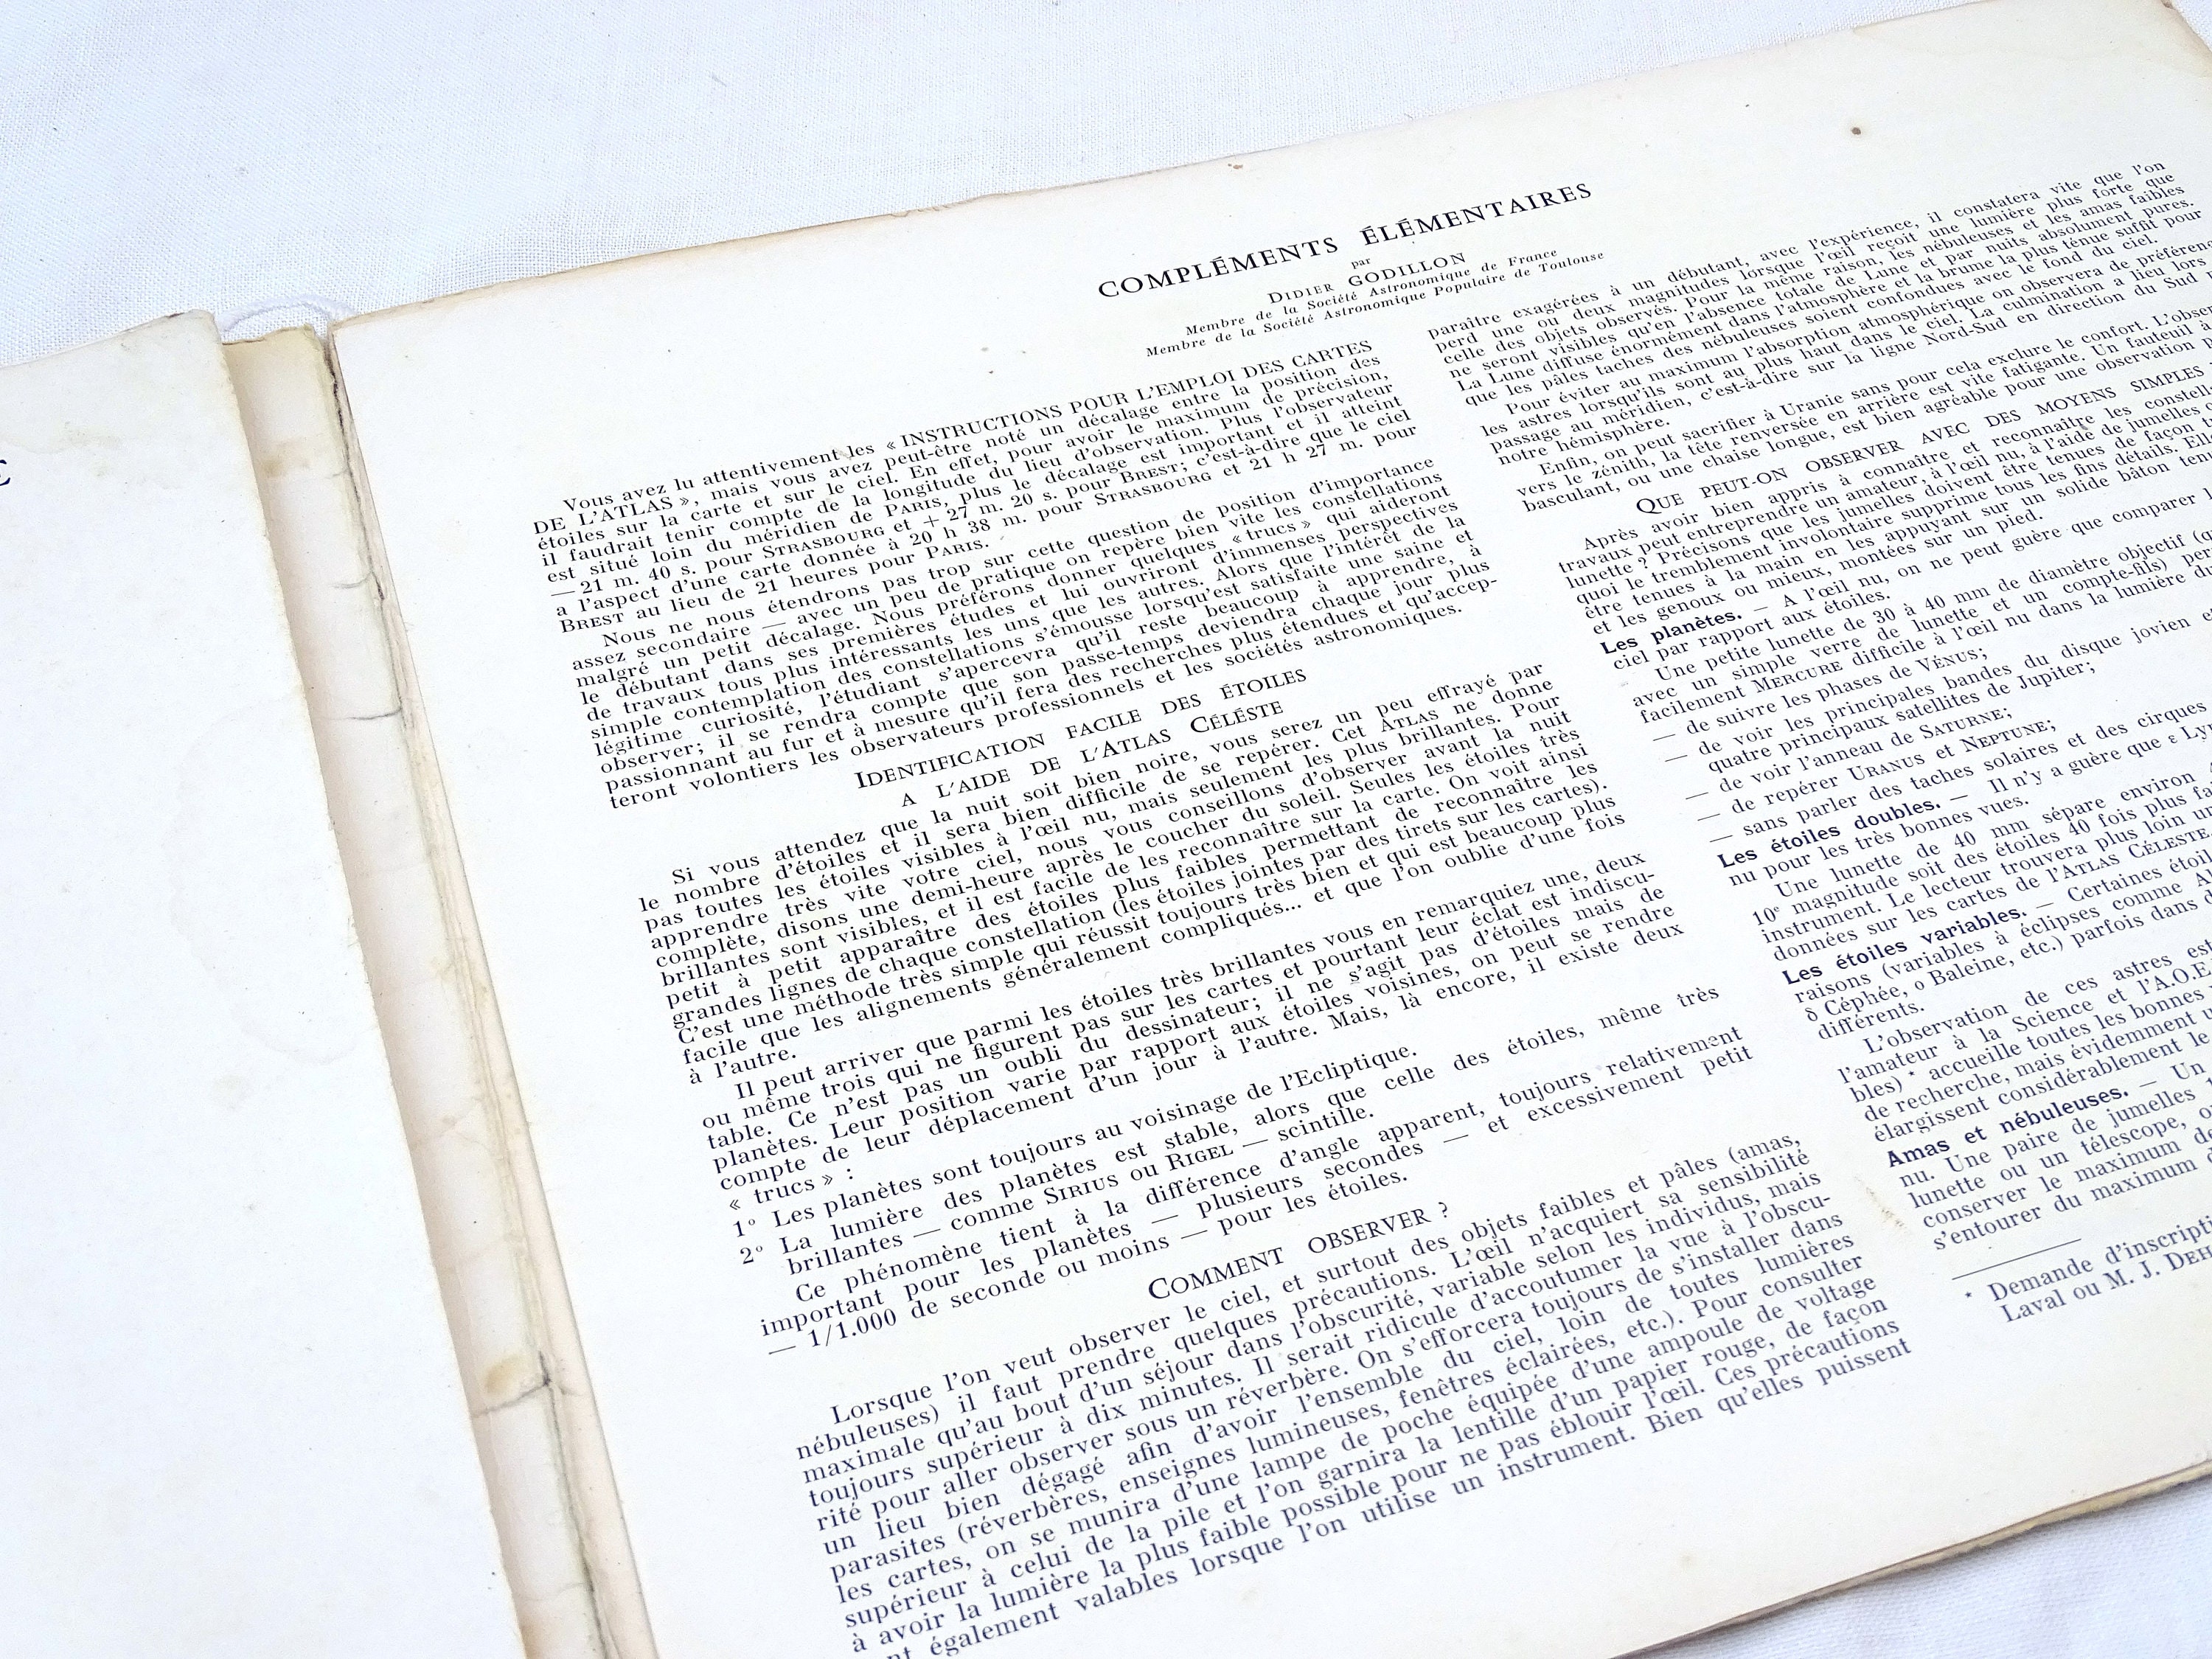 COMPLÉMENTS ÉLÉMENTAIRES
par
DIDIER GODILLON
Membre de la Société Astronomique de France
Membre de la Société Astronomique Populaire de Toulouse
Vous avez lu attentivement les « INSTRUCTIONS POUR L'EMPLOI DES CARTES
DE L'ATLAS », mais vous avez peut-être noté un décalage entre la position des
étoiles sur la carte et sur le ciel. En effet, pour avoir le maximum de précision,
il faudrait tenir compte de la longitude du lieu d'observation. Plus l'observateur
est situé loin du méridien de PARIS, plus le décalage est important et il atteint
— 21 m. 40 s. pour STRASBOURG et + 27 m. 20 s. pour BREST; c'est-à-dire que le ciel
a l'aspect d'une carte donnée à 20 h 38 m. pour STRASBOURG et 21 h 27 m. pour
BREST au lieu de 21 heures pour PARIS.
Nous ne nous étendrons pas trop sur cette question de position d'importance
assez secondaire — avec un peu de pratique on repère bien vite les constellations
malgré un petit décalage. Nous préférons donner quelques « trucs » qui aideront
le débutant dans ses premières études et lui ouvriront d'immenses perspectives
de travaux tous plus intéressants les uns que les autres. Alors que l'intérêt de la
simple contemplation des constellations s'émousse lorsqu'est satisfaite une saine et
légitime curiosité, l'étudiant s'apercevra qu'il reste beaucoup à apprendre, à
observer; il se rendra compte que son passe-temps deviendra chaque jour plus
passionnant au fur et à mesure qu'il fera des recherches plus étendues et qu'accep-
teront volontiers les observateurs professionnels et les sociétés astronomiques.
IDENTIFICATION FACILE DES ÉTOILES
A L'AIDE DE L'ATLAS CÉLÉSTE
Si vous attendez que la nuit soit bien noire, vous serez un peu effrayé par
le nombre d'étoiles et il sera bien difficile de se repérer. Cet ATLAS ne donne
pas toutes les étoiles visibles à l'œil nu, mais seulement les plus brillantes. Pour
apprendre très vite votre ciel, nous vous conseillons d'observer avant la nuit
complète, disons une demi-heure après le coucher du soleil. Seules les étoiles très
brillantes sont visibles, et il est facile de les reconnaître sur la carte. On voit ainsi
petit à petit apparaître des étoiles plus faibles permettant de reconnaître les
grandes lignes de chaque constellation (les étoiles jointes par des tirets sur les cartes).
C'est une méthode très simple qui réussit toujours très bien et qui est beaucoup plus
facile que les alignements généralement compliqués... et que l'on oublie d'une fois
à l'autre.
Il peut arriver que parmi les étoiles très brillantes vous en remarquiez une, deux
ou même trois qui ne figurent pas sur les cartes et pourtant leur éclat est indiscu-
table. Ce n'est pas un oubli du dessinateur; il ne s'agit pas d'étoiles mais de
planètes. Leur position varie par rapport aux étoiles voisines, on peut se rendre
compte de leur déplacement d'un jour à l'autre. Mais, là encore, il existe deux
« trucs » :
1° Les planètes sont toujours au voisinage de l'Ecliptique.
2° La lumière des planètes est stable, alors que celle des étoiles, même très
brillantes — comme SIRIUS ou RIGEL — scintille.
Ce phénomène tient à la différence d'angle apparent, toujours relativement
important pour les planètes — plusieurs secondes — et excessivement petit
— 1/1.000 de seconde ou moins — pour les étoiles.
COMMENT OBSERVER ?
Lorsque l'on veut observer le ciel, et surtout des objets faibles et pâles (amas,
nébuleuses) il faut prendre quelques précautions. L'œil n'acquiert sa sensibilité
maximale qu'au bout d'un séjour dans l'obscurité, variable selon les individus, mais
toujours supérieur à dix minutes. Il serait ridicule d'accoutumer la vue à l'obscu-
rité pour aller observer sous un réverbère. On s'efforcera toujours de s'installer dans
un lieu bien dégagé afin d'avoir l'ensemble du ciel, loin de toutes lumières
parasites (réverbères, enseignes lumineuses, fenêtres éclairées, etc.). Pour consulter
les cartes, on se munira d'une lampe de poche équipée d'une ampoule de voltage
supérieur à celui de la pile et l'on garnira la lentille d'un papier rouge, de façon
à avoir la lumière la plus faible possible pour ne pas éblouir l'œil. Ces précautions
également valables lorsque l'on utilise un instrument. Bien qu'elles puissent
paraître exagérées à un débutant, avec l'expérience, il constatera vite que l'on
perd une ou deux magnitudes lorsque l'œil reçoit une lumière plus forte que
celle des objets observés. Pour la même raison, les nébuleuses et les amas faibles
ne seront visibles qu'en l'absence totale de Lune et par nuits absolument pures.
La Lune diffuse énormément dans l'atmosphère et la brume la plus ténue suffit pour
que les pâles taches des nébuleuses soient confondues avec le fond du ciel.
Pour éviter au maximum l'absorption atmosphérique on observera de
les astres lorsqu'ils sont au plus haut dans le ciel. La culmination a lieu lors
passage au méridien, c'est-à-dire sur la ligne Nord-Sud en direction du Sud
notre hémisphère.
Enfin, on peut sacrifier à Uranie sans pour cela exclure le confort.
vers le zénith, la tête renversée en arrière est vite fatigante. Un fauteuil à
basculant, ou une chaise longue, est bien agréable pour une observation
QUE PEUT-ON OBSERVER AVEC DES MOYENS SIMPLES
Après avoir bien appris à connaître et reconnaître les
travaux peut entreprendre un amateur, à l'œil nu, à l'aide de jumelles
lunette ? Précisons que les jumelles doivent être tenues de façon
quoi le tremblement involontaire supprime tous les fins détails.
être tenues à la main en les appuyant sur un solide bâton
et les genoux ou mieux, montées sur un pied.
Les planètes. — A l'œil nu, on ne peut guère que comparer
ciel par rapport aux étoiles.
Une petite lunette de 30 à 40 mm de diamètre objectif
avec un simple verre de lunette et un compte-fils)
facilement MERCURE difficile à l'œil nu dans la lumière
— de suivre les phases de VÉNUS;
— de voir les principales bandes du disque jovien
quatre principaux satellites de Jupiter;
— de voir l'anneau de SATURNE;
— de repérer URANUS et NEPTUNE;
— sans parler des taches solaires et des cirques
Les étoiles doubles. — Il n'y a guère que ε
nu pour les très bonnes vues.
Une lunette de 40 mm sépare environ
10e magnitude soit des étoiles 40 fois plus
instrument. Le lecteur trouvera plus loin
données sur les cartes de l'ATLAS CÉLESTE
Les étoiles variables. — Certaines
raisons (variables à éclipses comme
δ Céphée, ο Baleine, etc.) parfois dans
différents.
L'observation de ces astres
l'amateur à la Science et
bles) * accueille toutes les bonnes
de recherche, mais évidemment
élargissent considérablement le
Amas et nébuleuses. — Un
nu. Une paire de jumelles
lunette ou un télescope,
conserver le maximum
s'entourer du maximum
* Demande
Laval ou M. J.